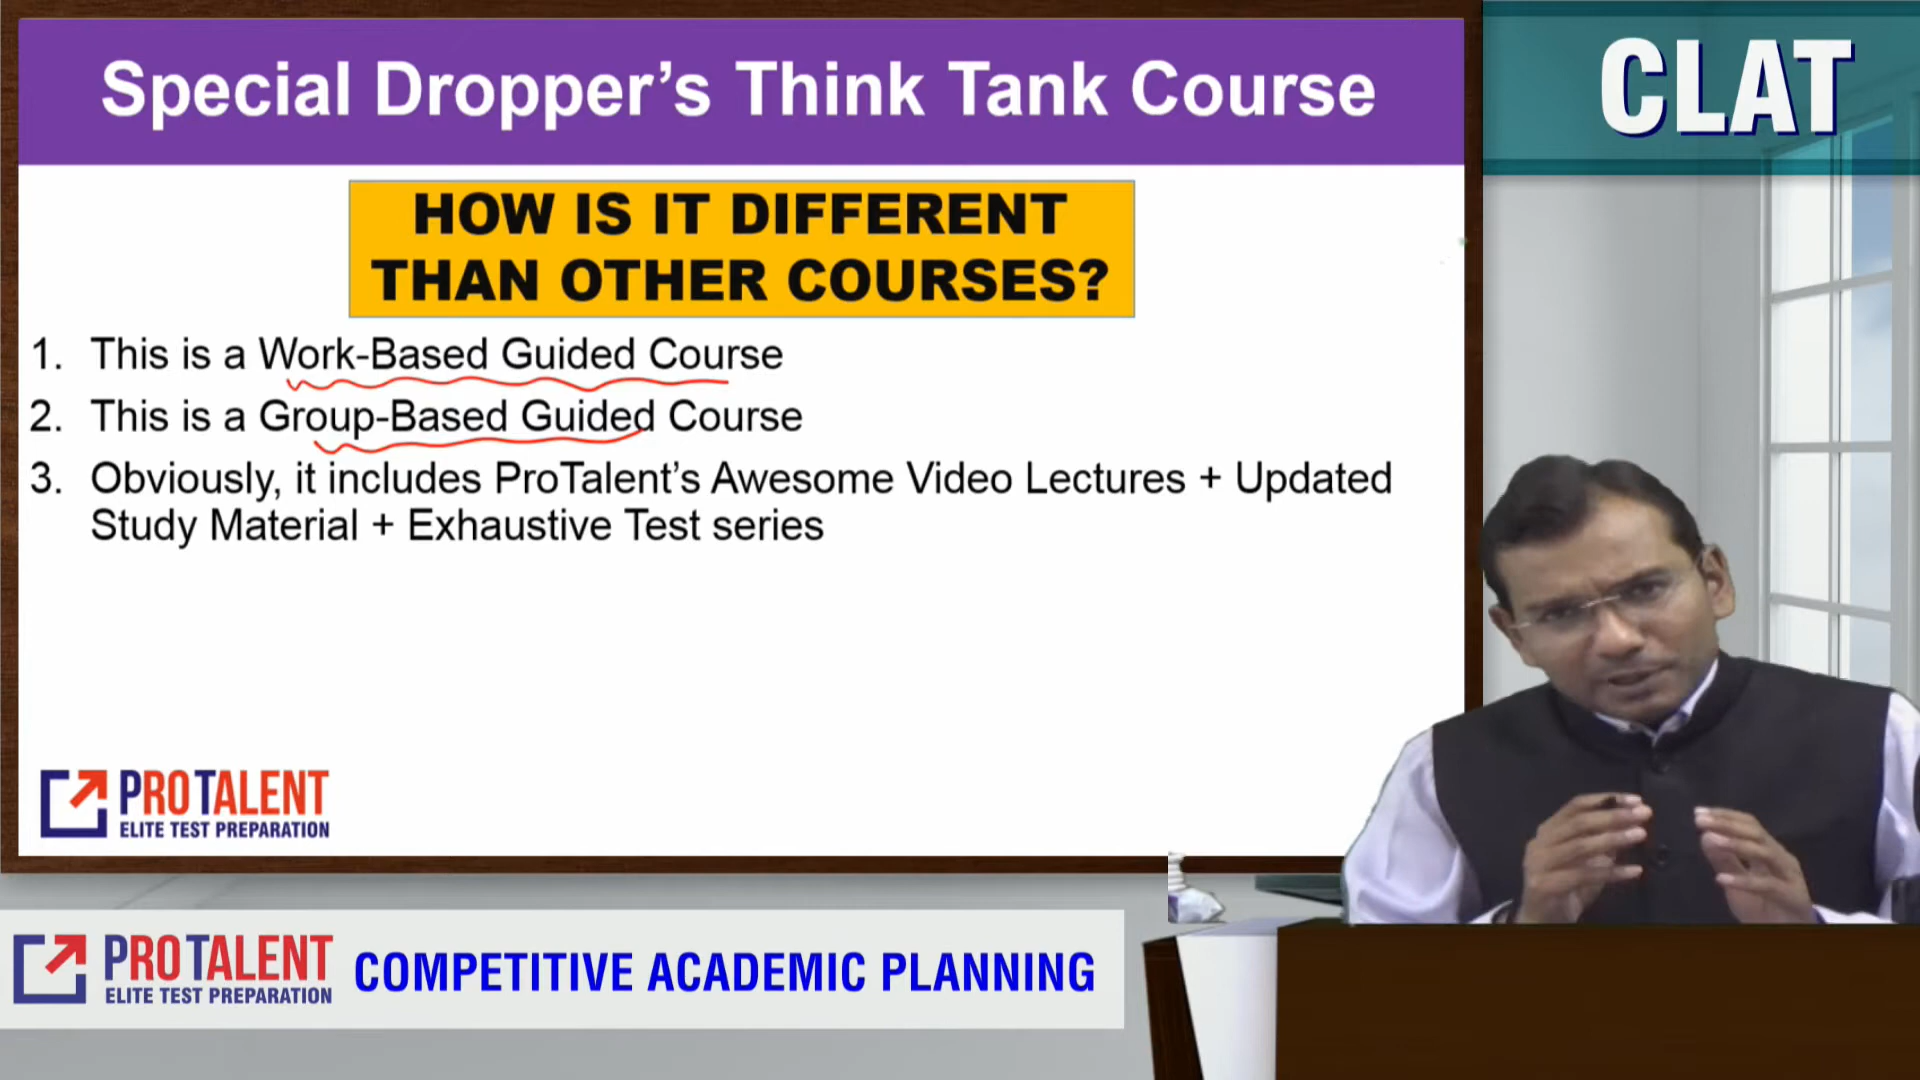 Special Dropper’s Think Tank Course
CLAT
HOW IS IT DIFFERENT
THAN OTHER COURSES?
1. This is a Work-Based Guided Course
2. This is a Group-Based Guided Course
3. Obviously, it includes ProTalent’s Awesome Video Lectures + Updated
Study Material + Exhaustive Test series
PROTALENT
ELITE TEST PREPARATION
PROTALENT
ELITE TEST PREPARATION
COMPETITIVE ACADEMIC PLANNING